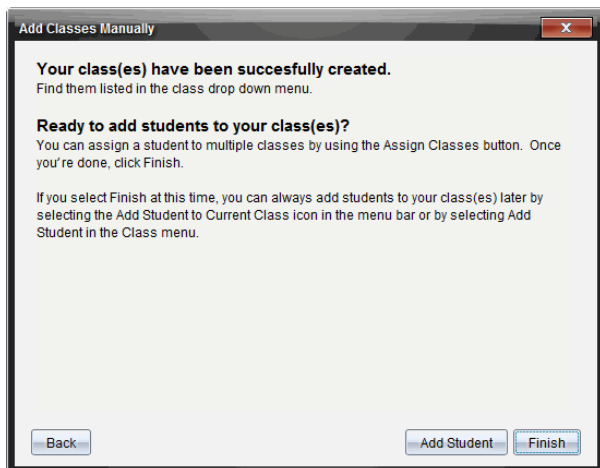 Add Classes Manually
X
Your class(es) have been succesfully created.
Find them listed in the class drop down menu.
Ready to add students to your class(es)?
You can assign a student to multiple classes by using the Assign Classes button. Once
you're done, click Finish.
If you select Finish at this time, you can always add students to your class(es) later by
selecting the Add Student to Current Class icon in the menu bar or by selecting Add
Student in the Class menu.
Back
Add Student
Finish